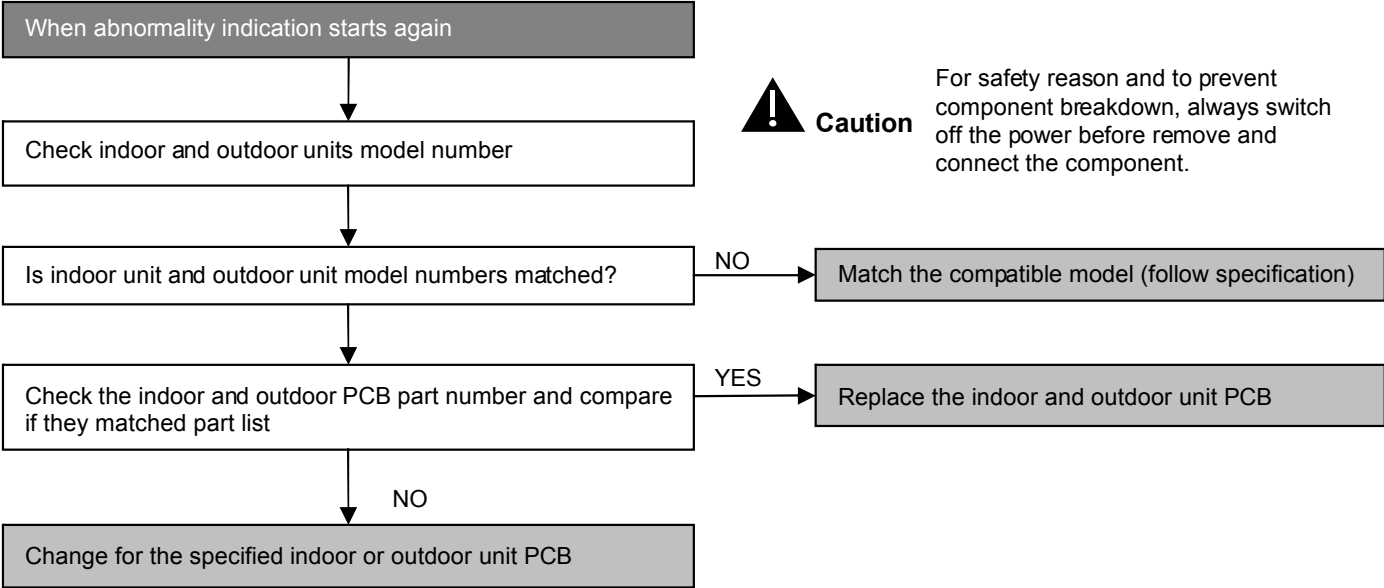 When abnormality indication starts again
For safety reason and to prevent
component breakdown, always switch
off the power before remove and
connect the component.
Caution
Check indoor and outdoor units model number
Is indoor unit and outdoor unit model numbers matched?
NO
Match the compatible model (follow specification)
Check the indoor and outdoor PCB part number and compare
if they matched part list
YES
Replace the indoor and outdoor unit PCB
NO
Change for the specified indoor or outdoor unit PCB